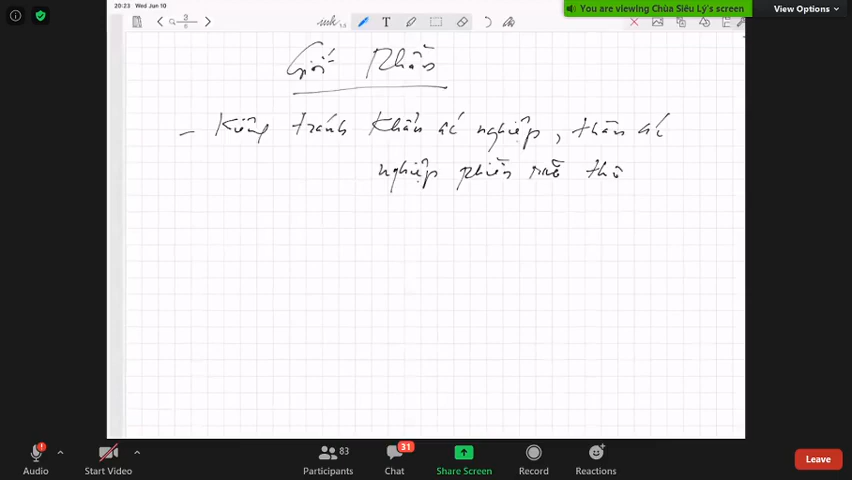 20:23 Wed Jun 10
You are viewing Chùa Siêu Lý's screen
View Options
3
6
T
Giới Phần
- Kiêng tránh Khẩu ác nghiệp, thân ác
nghiệp phiền não thô
Audio
Start Video
83
Participants
31
Chat
Share Screen
Record
Reactions
Leave